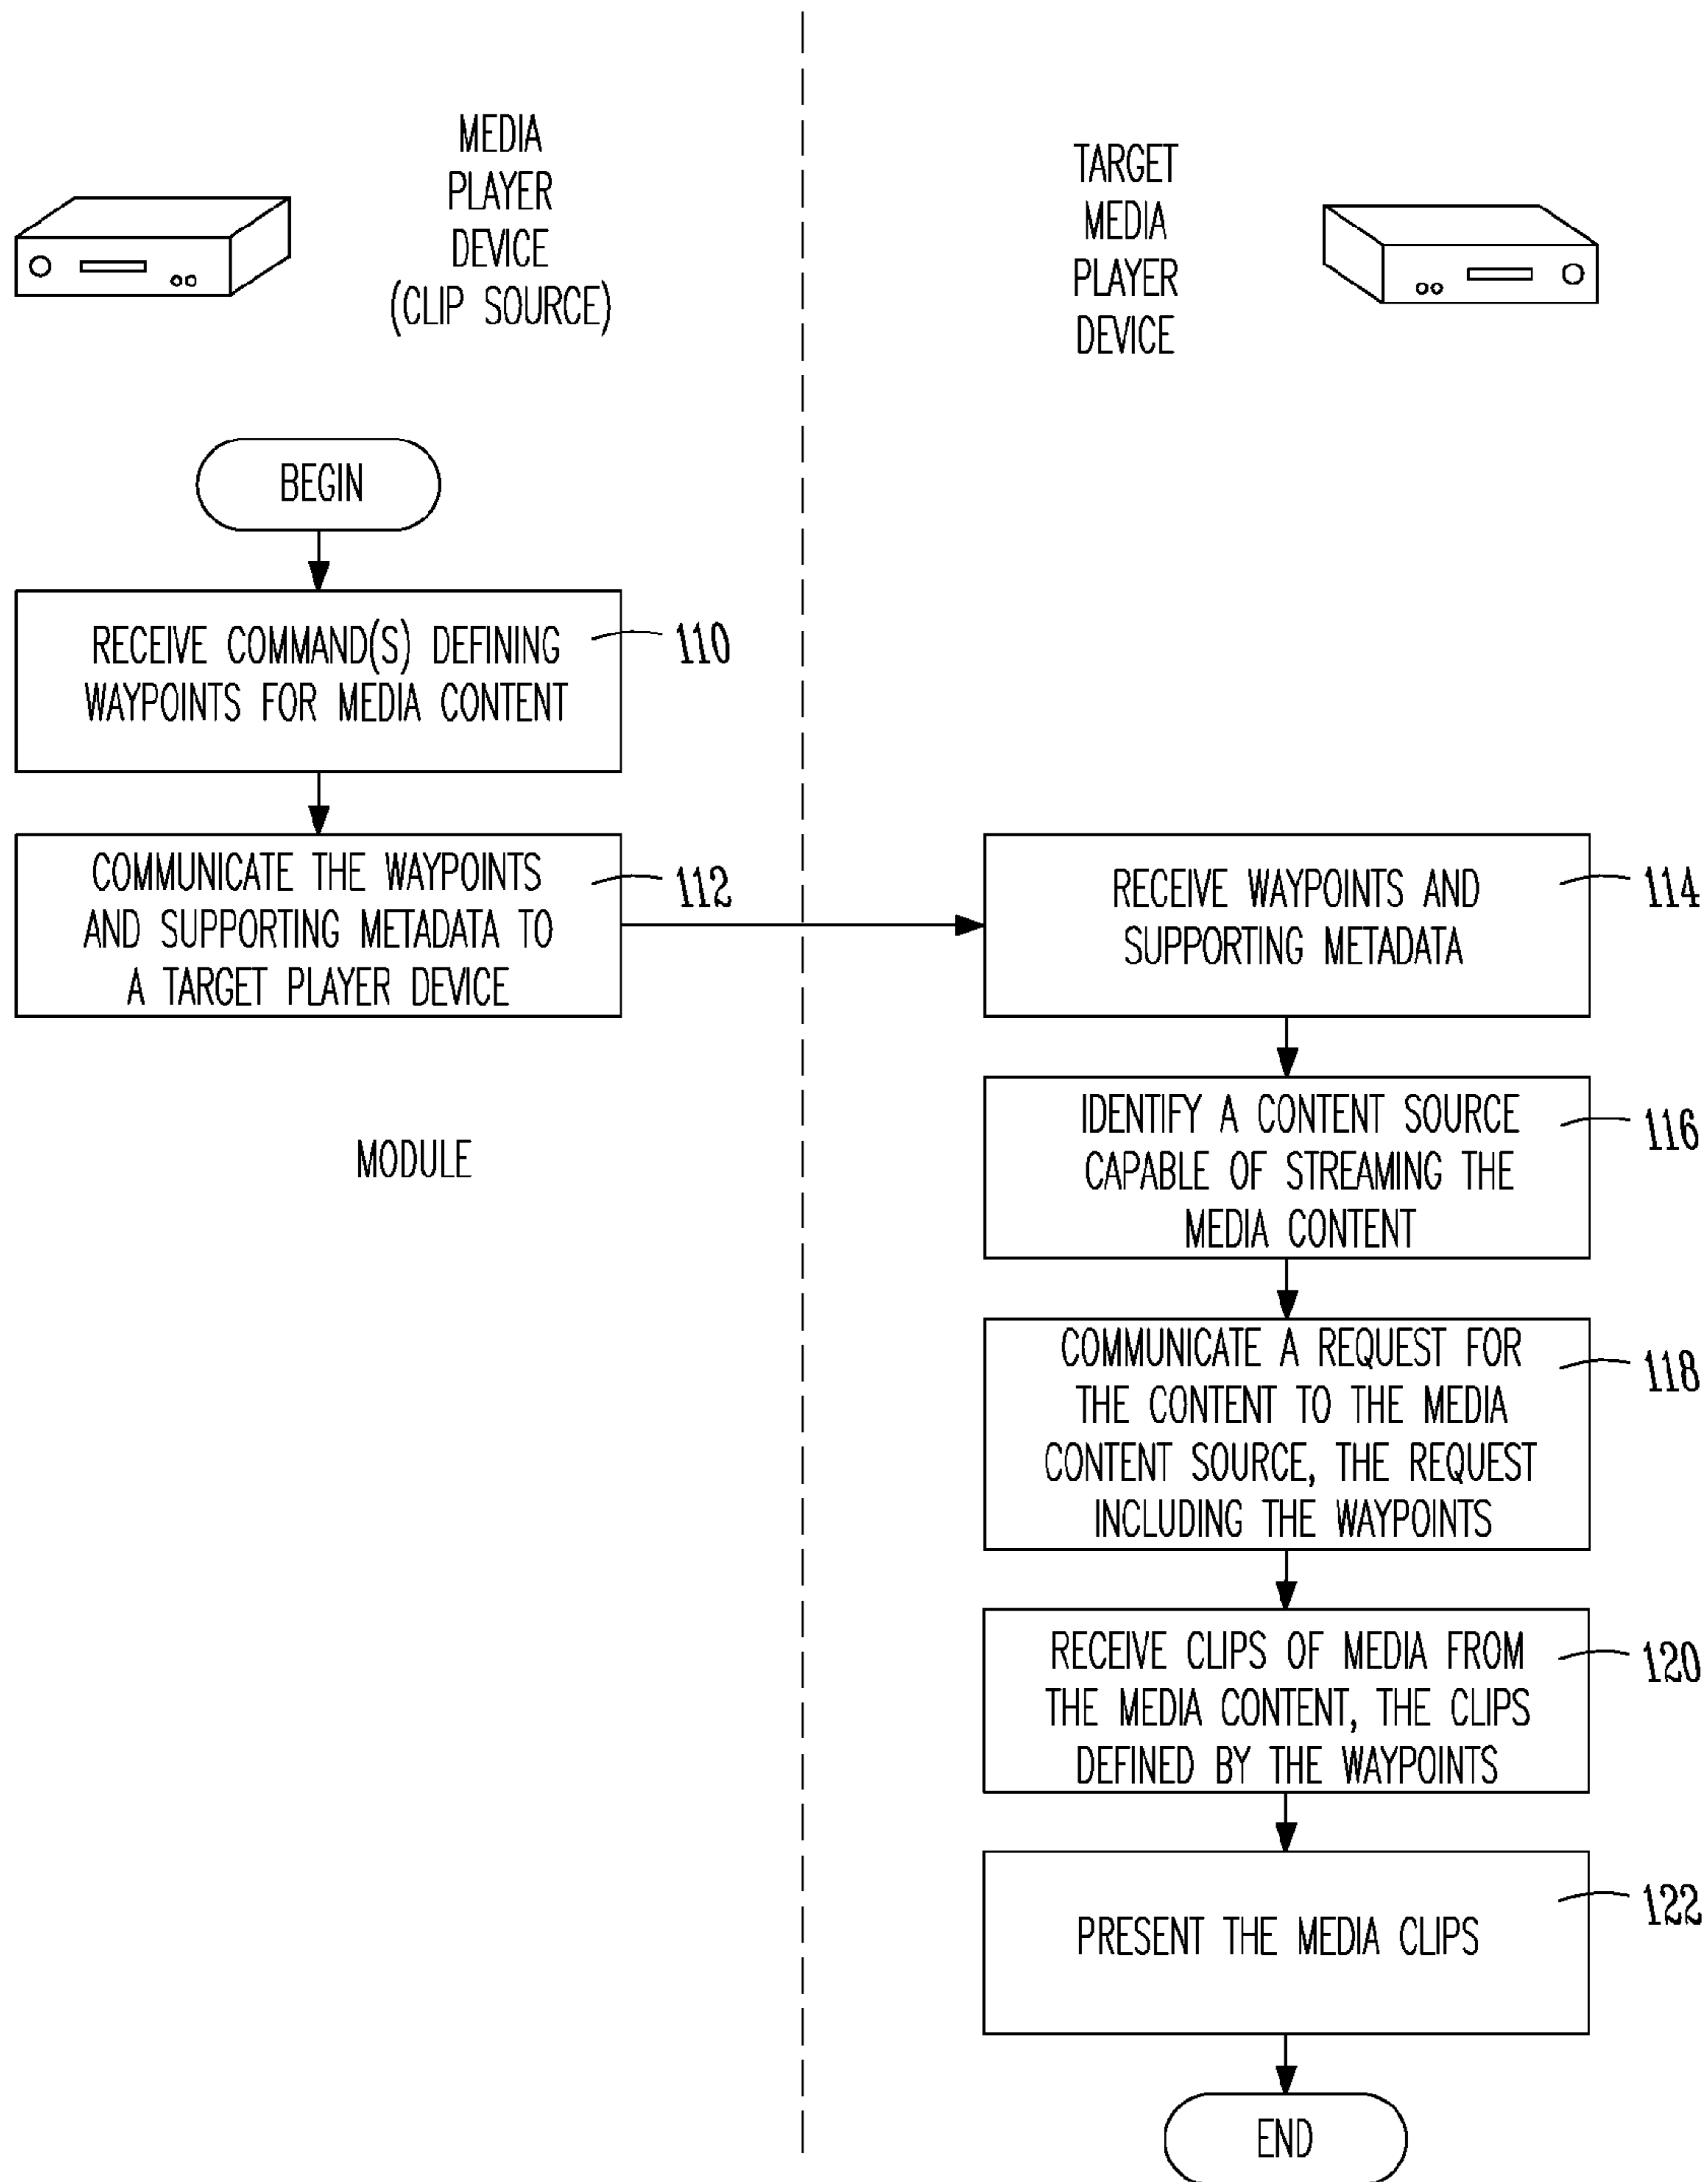 MEDIA
PLAYER
DEVICE
(CLIP SOURCE)
TARGET
MEDIA
PLAYER
DEVICE
BEGIN
RECEIVE COMMAND(S) DEFINING
WAYPOINTS FOR MEDIA CONTENT
110
COMMUNICATE THE WAYPOINTS
AND SUPPORTING METADATA TO
A TARGET PLAYER DEVICE
112
MODULE
RECEIVE WAYPOINTS AND
SUPPORTING METADATA
114
IDENTIFY A CONTENT SOURCE
CAPABLE OF STREAMING THE
MEDIA CONTENT
116
COMMUNICATE A REQUEST FOR
THE CONTENT TO THE MEDIA
CONTENT SOURCE, THE REQUEST
INCLUDING THE WAYPOINTS
118
RECEIVE CLIPS OF MEDIA FROM
THE MEDIA CONTENT, THE CLIPS
DEFINED BY THE WAYPOINTS
120
PRESENT THE MEDIA CLIPS
122
END